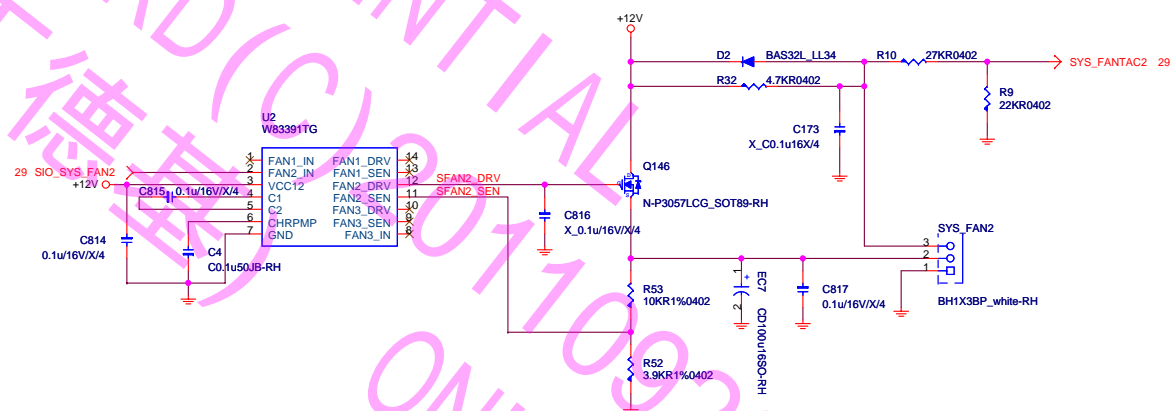 +12V
D2 BAS32L_LL34
R10 27KR0402
SYS_FANTAC2 29
R32 4.7KR0402
R9
22KR0402
C173
X_C0.1u16X/4
U2
W83391TG
1 FAN1_IN FAN1_DRV 14
2 FAN2_IN FAN1_SEN 13
3 VCC12 FAN2_DRV 12
4 C1 FAN2_SEN 11
5 C2 FAN3_DRV 10
6 CHRPMP FAN3_SEN 9
7 GND FAN3_IN 8
29 SIO_SYS_FAN2
+12V
C815 0.1u/16V/X/4
SFAN2_DRV
SFAN2_SEN
Q146
N-P3057LCG_SOT89-RH
C816
X_0.1u/16V/X/4
C814
0.1u/16V/X/4
C4
C0.1u50JB-RH
SYS_FAN2
3
2
1
BH1X3BP_white-RH
R53
10KR1%0402
1
+
2
EC7 CD100u16SO-RH
C817
0.1u/16V/X/4
R52
3.9KR1%0402